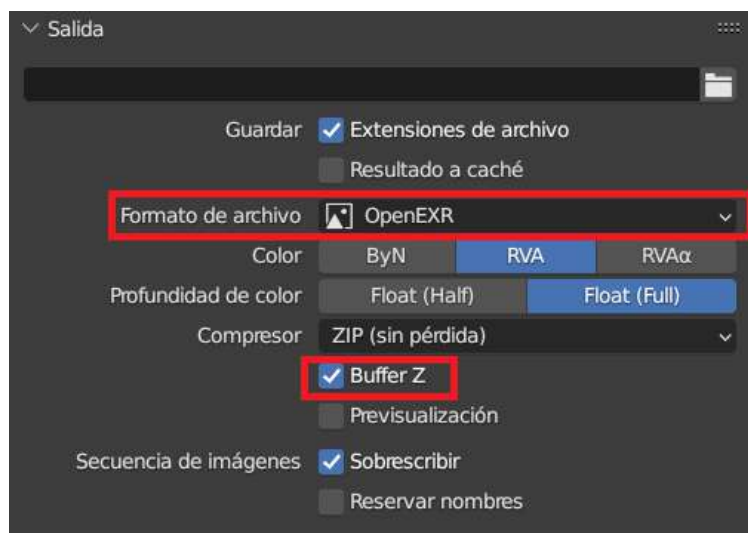 Salida
Guardar Extensiones de archivo
Resultado a caché
Formato de archivo OpenEXR
Color ByN RVA RVAα
Profundidad de color Float (Half) Float (Full)
Compresor ZIP (sin pérdida)
Buffer Z
Previsualización
Secuencia de imágenes Sobrescribir
Reservar nombres